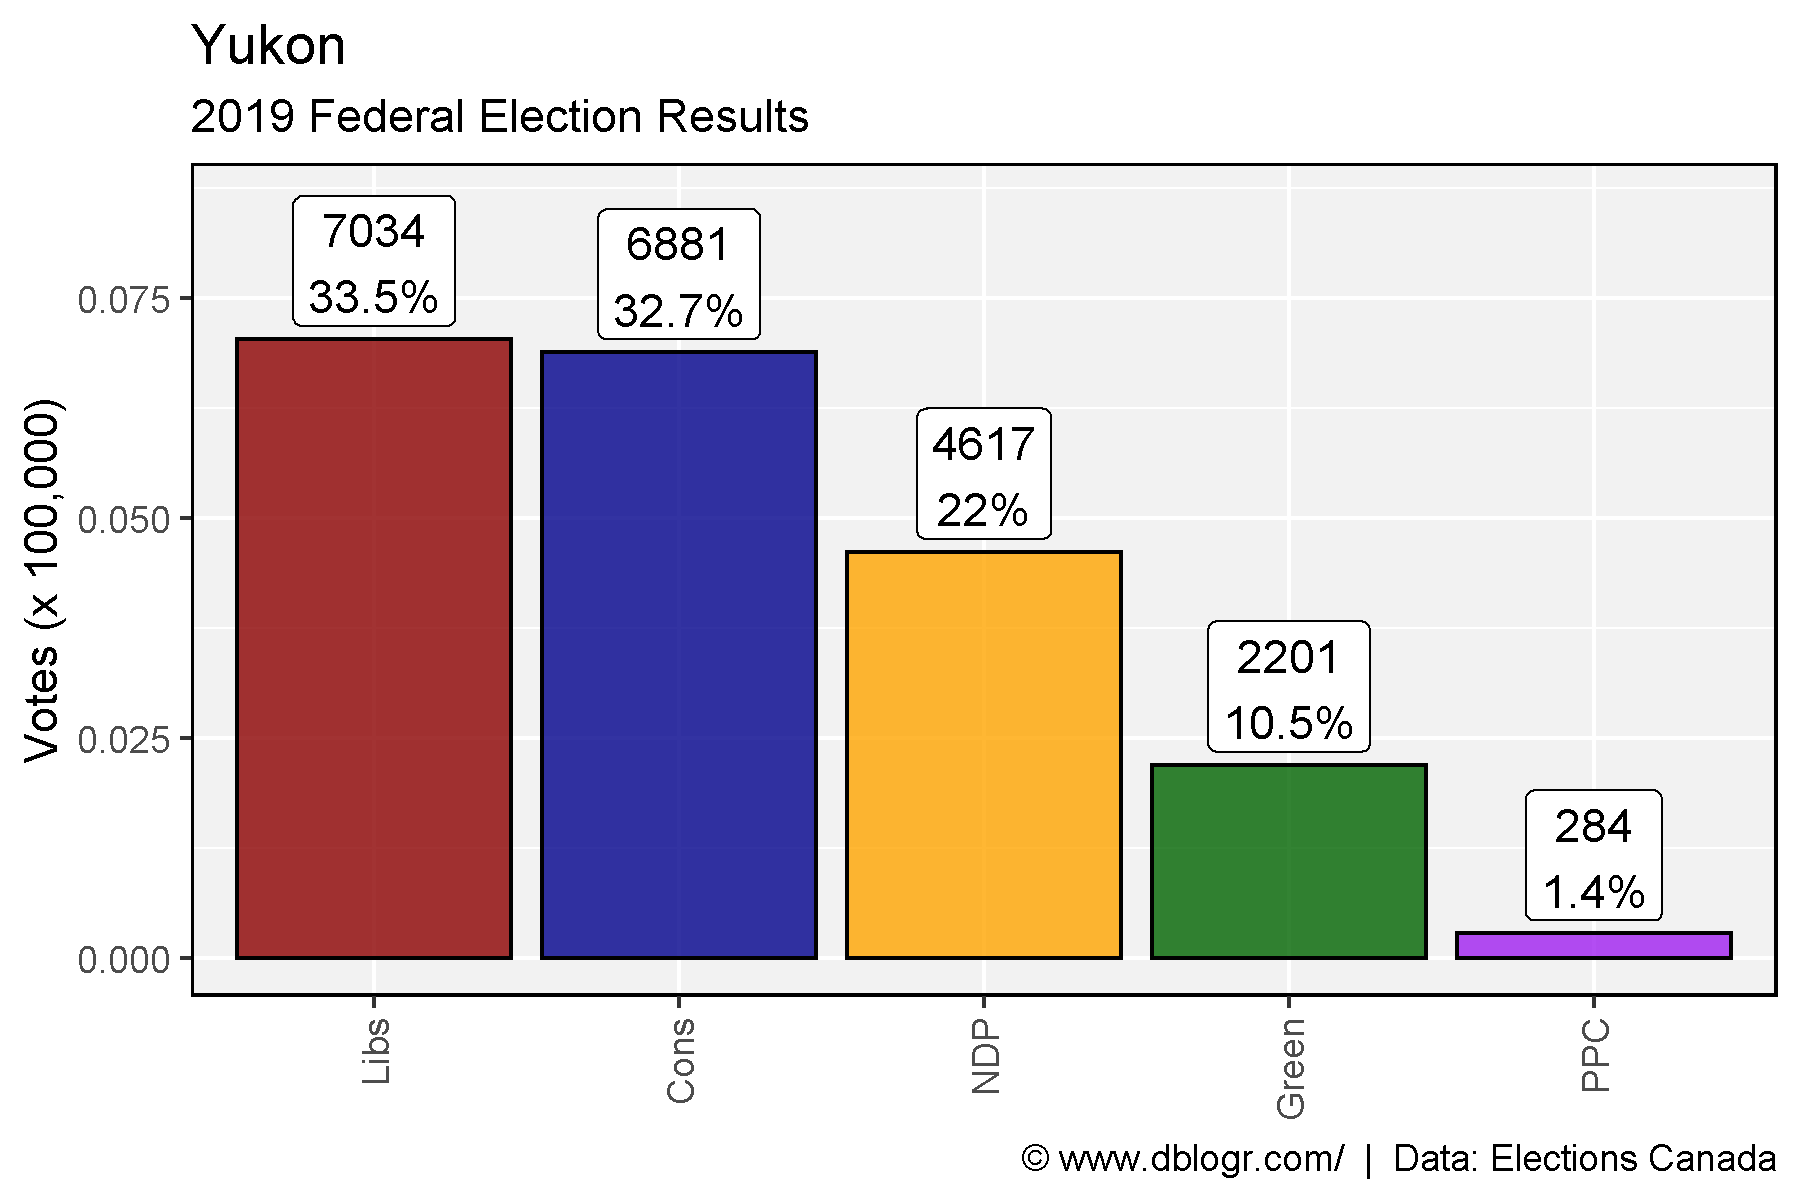 Yukon
2019 Federal Election Results
Votes (x 100,000)
0.075
0.050
0.025
0.000
7034
33.5%
6881
32.7%
4617
22%
2201
10.5%
284
1.4%
Libs
Cons
NDP
Green
PPC
© www.dblogr.com/ | Data: Elections Canada